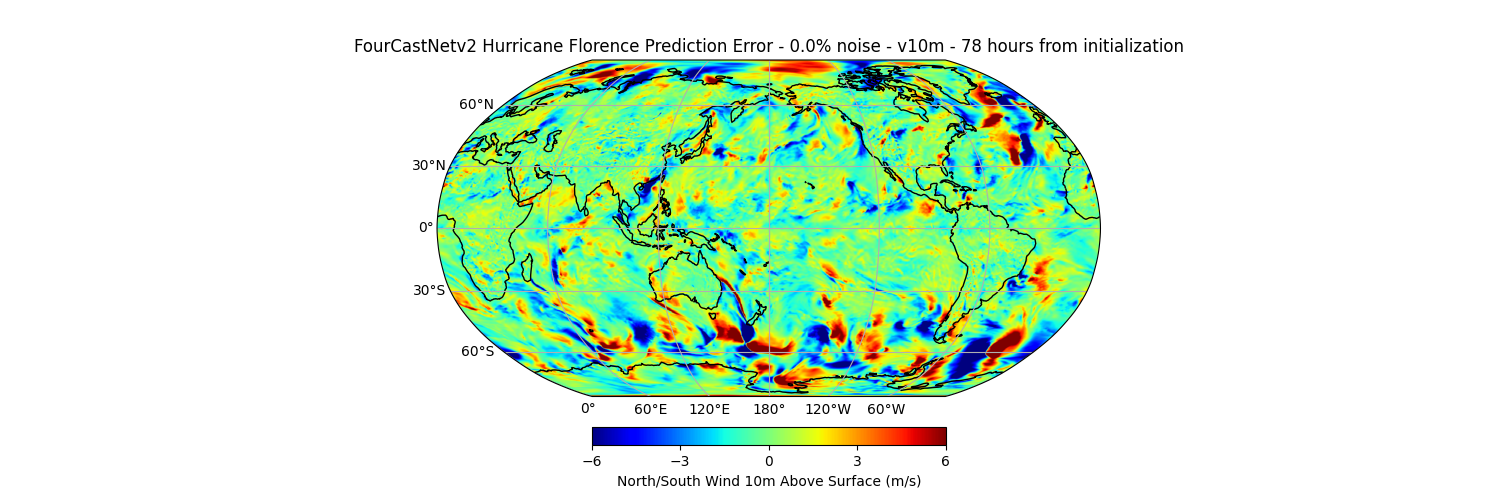 FourCastNetv2 Hurricane Florence Prediction Error - 0.0% noise - v10m - 78 hours from initialization
60°N
30°N
0°
30°S
60°S
0° 60°E 120°E 180° 120°W 60°W
−6 −3 0 3 6
North/South Wind 10m Above Surface (m/s)